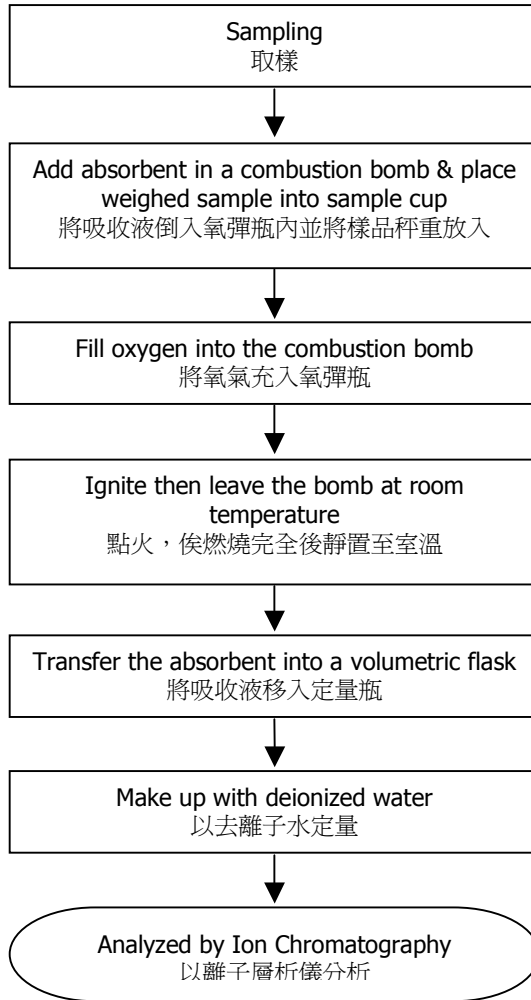 Sampling
取樣
Add absorbent in a combustion bomb & place
weighed sample into sample cup
將吸收液倒入氧彈瓶內並將樣品秤重放入
Fill oxygen into the combustion bomb
將氧氣充入氧彈瓶
Ignite then leave the bomb at room
temperature
點火，俟燃燒完全後靜置至室溫
Transfer the absorbent into a volumetric flask
將吸收液移入定量瓶
Make up with deionized water
以去離子水定量
Analyzed by Ion Chromatography
以離子層析儀分析